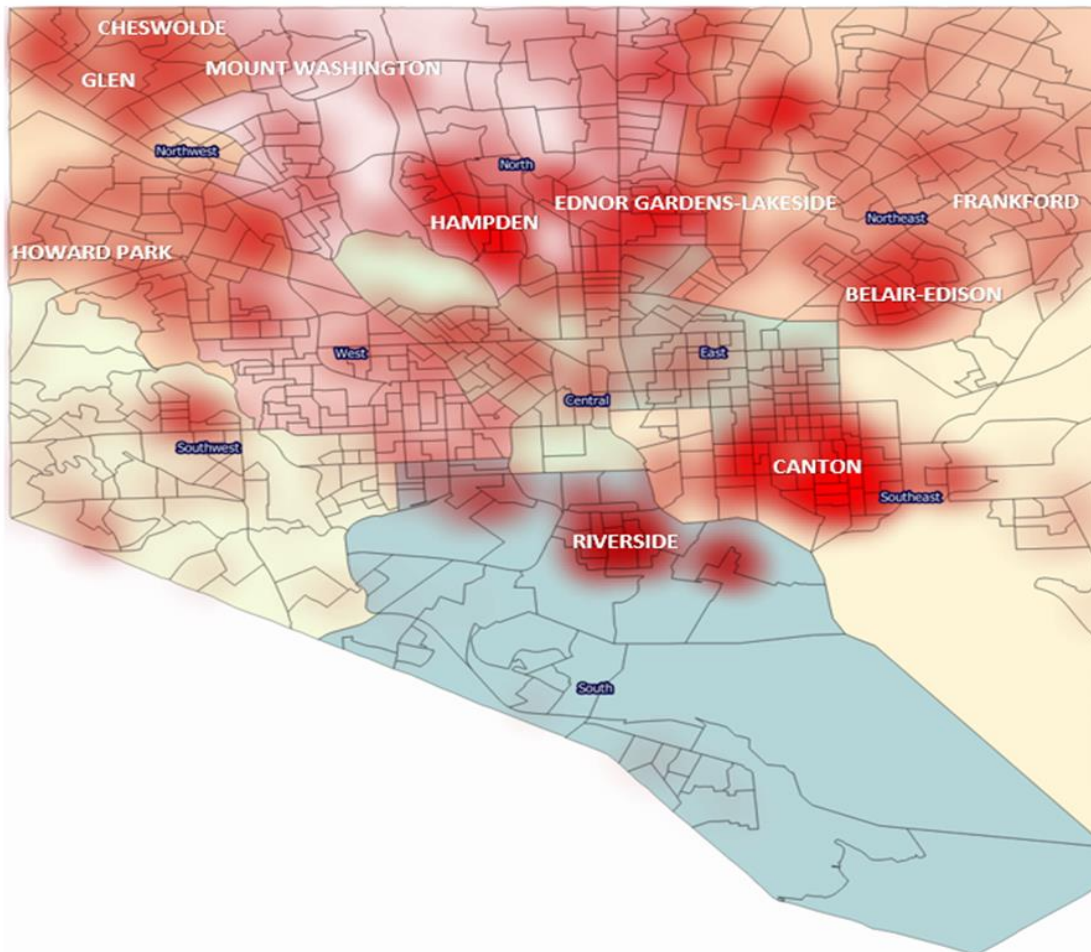 CHESWOLDE
GLEN
MOUNT WASHINGTON
Northwest
North
HAMPDEN
EDNOR GARDENS-LAKESIDE
FRANKFORD
Northeast
HOWARD PARK
BELAIR-EDISON
West
East
Central
Southwest
CANTON
Southeast
RIVERSIDE
South